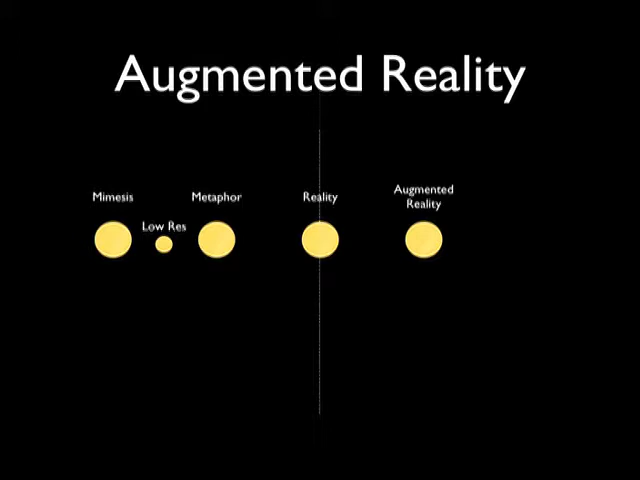 Augmented Reality
Mimesis
Low Res
Metaphor
Reality
Augmented
Reality